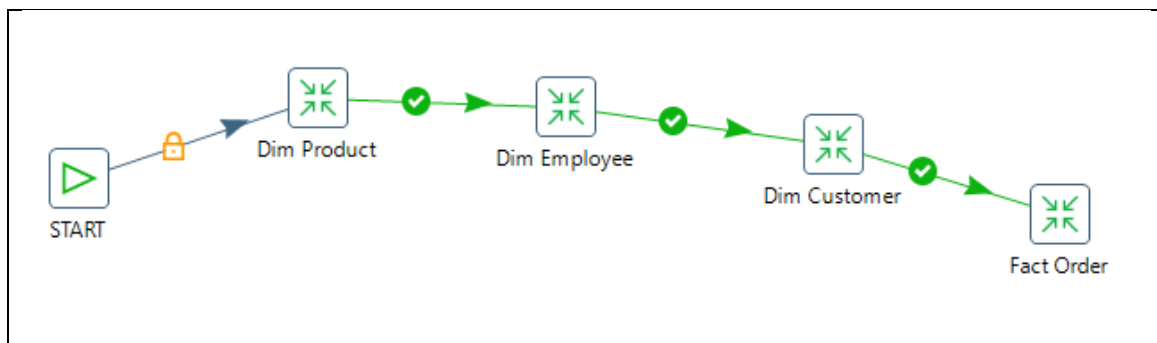 START
Dim Product
Dim Employee
Dim Customer
Fact Order